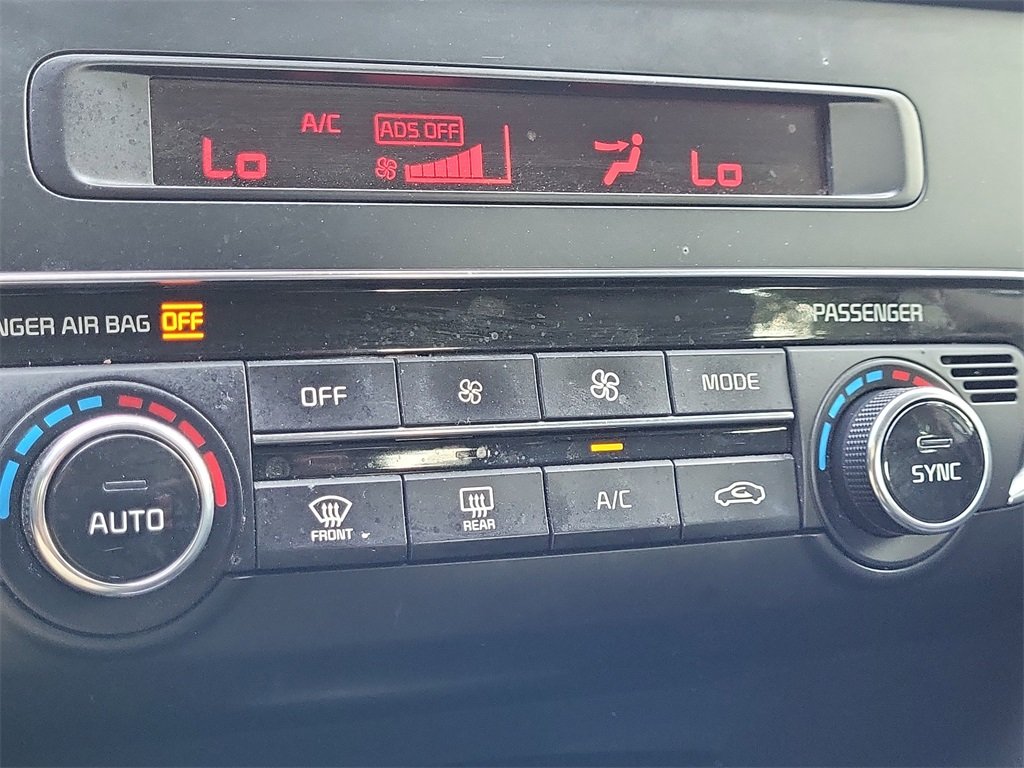 A/C ADS OFF
Lo Lo
NGER AIR BAG OFF PASSENGER
OFF MODE
AUTO FRONT REAR A/C SYNC